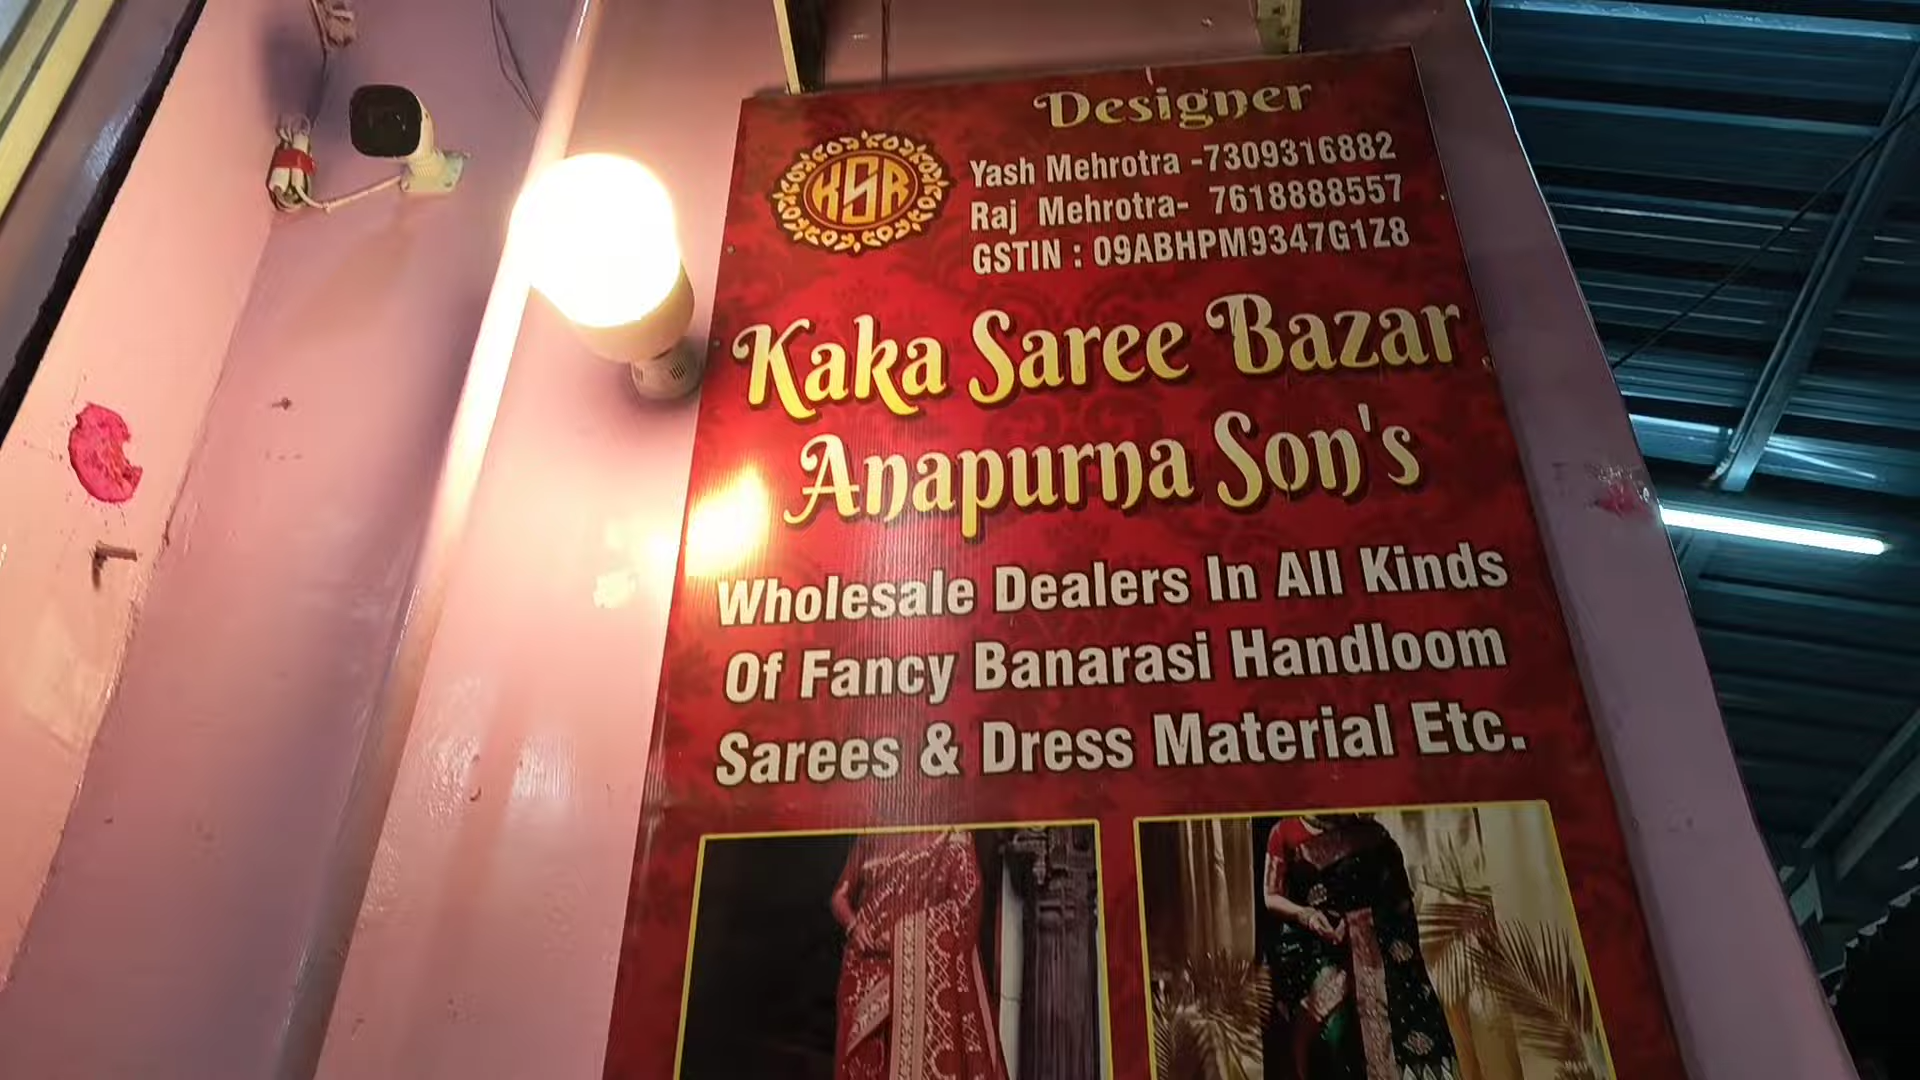 Designer
KSB
Yash Mehrotra -7309316882
Raj Mehrotra- 7618888557
GSTIN : 09ABHPM9347G1Z8
Kaka Saree Bazar
Anapurna Son's
Wholesale Dealers In All Kinds
Of Fancy Banarasi Handloom
Sarees & Dress Material Etc.